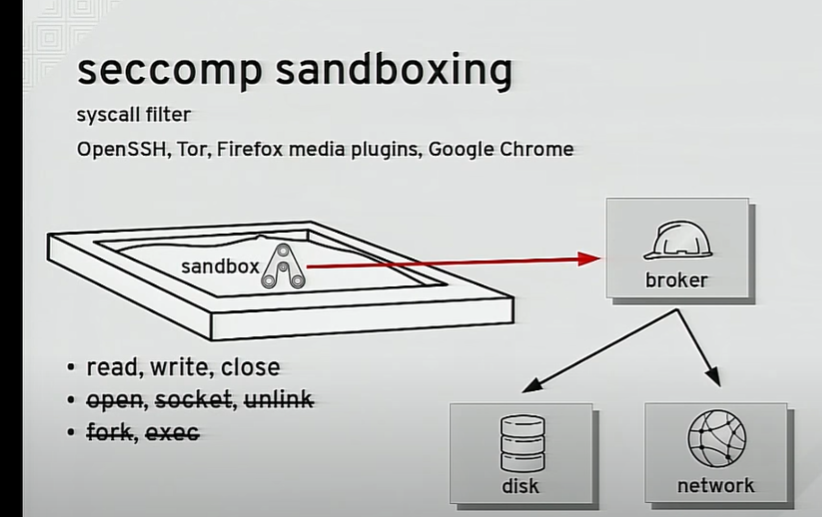 seccomp sandboxing
syscall filter
OpenSSH, Tor, Firefox media plugins, Google Chrome
sandbox
broker
• read, write, close
• open, socket, unlink
• fork, exec
disk
network